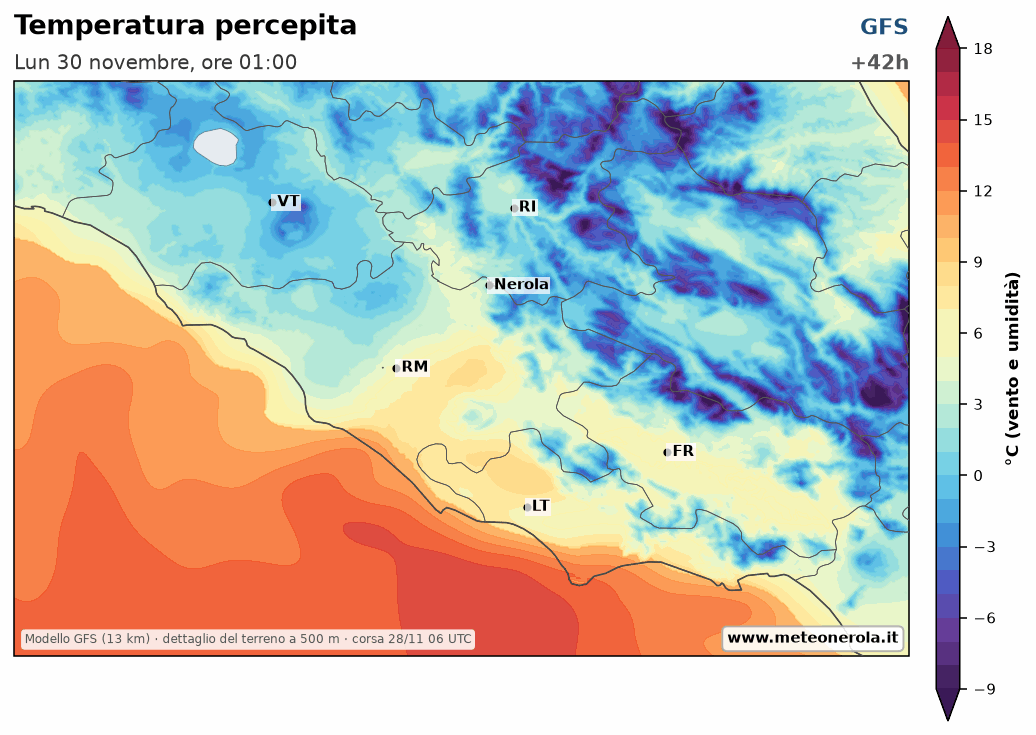 Temperatura percepita
GFS
Lun 30 novembre, ore 01:00
+42h
VT
RI
Nerola
RM
FR
LT
Modello GFS (13 km) · dettaglio del terreno a 500 m · corsa 28/11 06 UTC
www.meteonerola.it
18
15
12
9
6
3
0
−3
−6
−9
°C (vento e umidità)